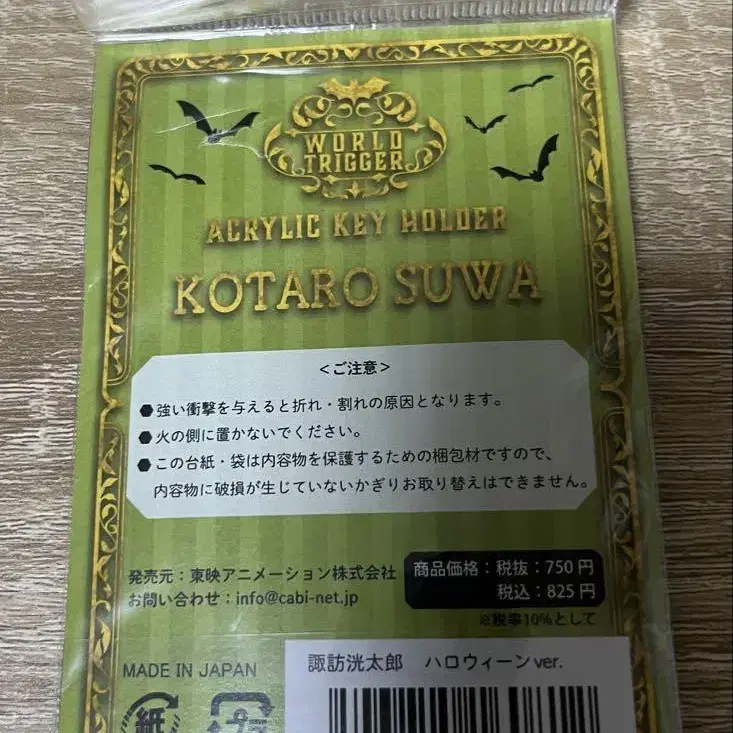 WORLD
TRIGGER
ACRYLIC KEY HOLDER
KOTARO SUWA
＜ご注意＞
●強い衝撃を与えると折れ・割れの原因となります。
●火の側に置かないでください。
●この台紙・袋は内容物を保護するための梱包材ですので、
内容物に破損が生じていないかぎりお取り替えはできません。
発売元：東映アニメーション株式会社
お問い合わせ：info@cabi-net.jp
商品価格：税抜：750円
税込：825円
※税率10%として
MADE IN JAPAN
諏訪洸太郎　ハロウィーンver.
紙